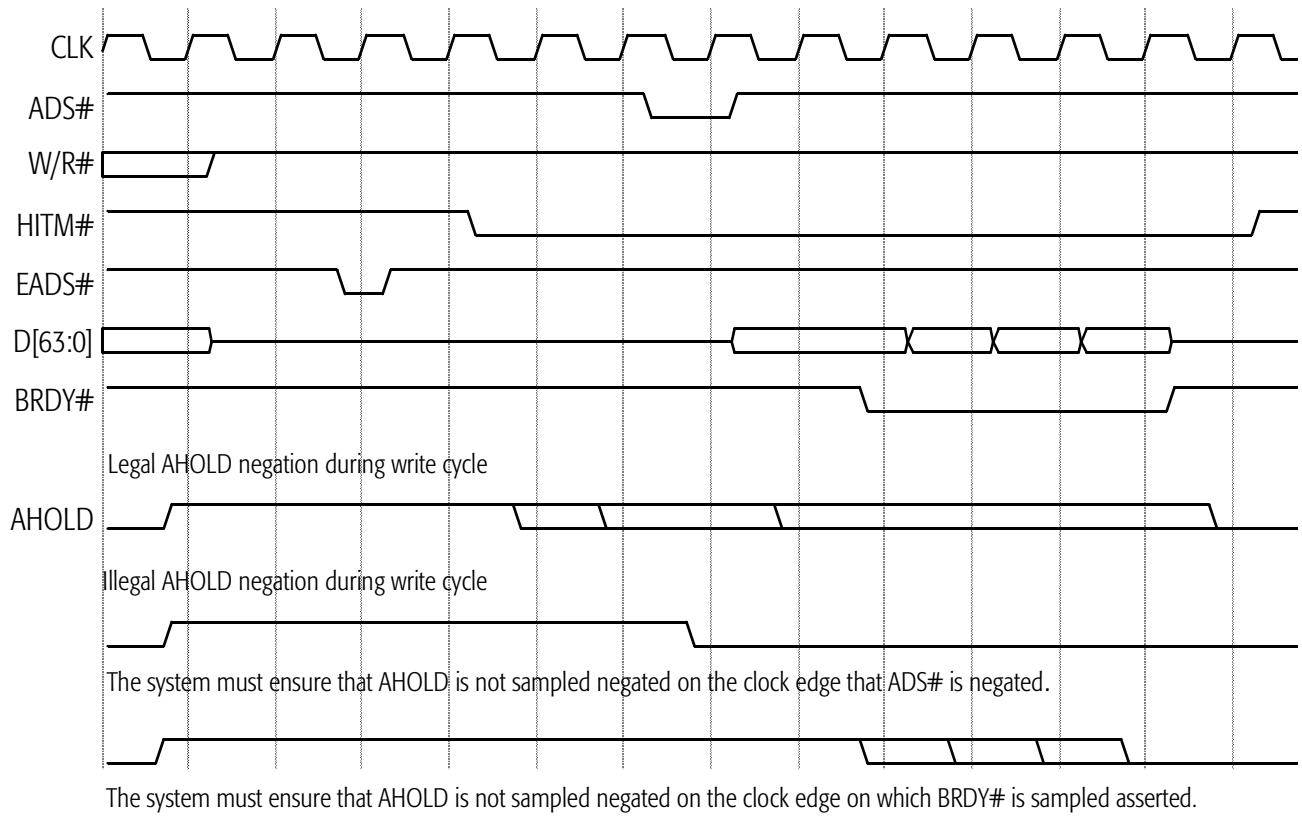 CLK
ADS#
W/R#
HITM#
EADS#
D[63:0]
BRDY#
Legal AHOLD negation during write cycle
AHOLD
Illegal AHOLD negation during write cycle
The system must ensure that AHOLD is not sampled negated on the clock edge that ADS# is negated.
The system must ensure that AHOLD is not sampled negated on the clock edge on which BRDY# is sampled asserted.